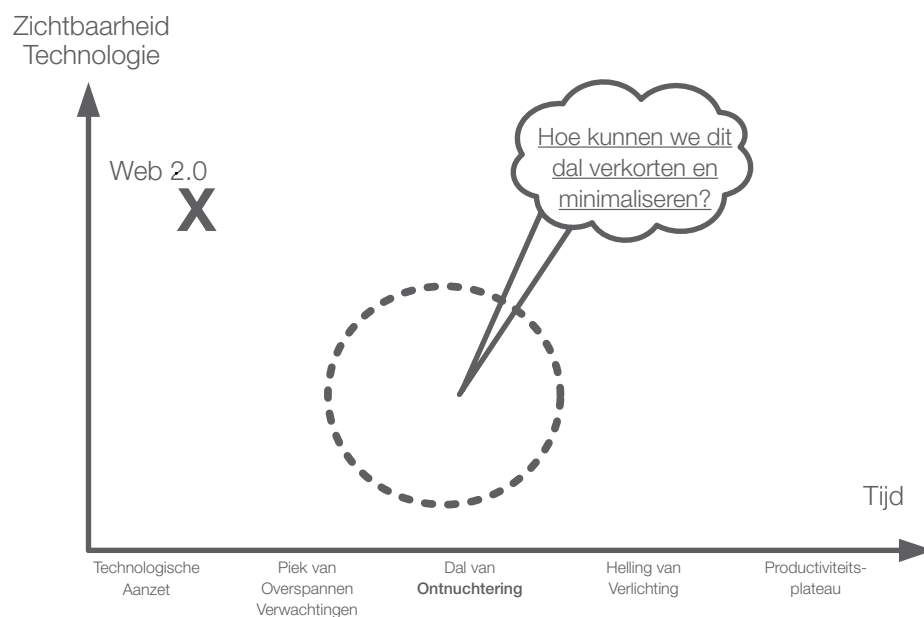 Zichtbaarheid
Technologie
Web 2.0
X
Hoe kunnen we dit
dal verkorten en
minimaliseren?
Tijd
Technologische
Aanzet
Piek van
Overspannen
Verwachtingen
Dal van
Ontnuchtering
Helling van
Verlichting
Productiviteits-
plateau